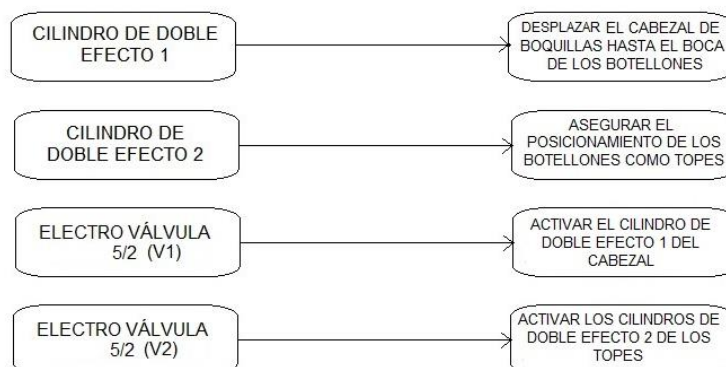 CILINDRO DE DOBLE
EFECTO 1
DESPLAZAR EL CABEZAL DE
BOQUILLAS HASTA EL BOCA
DE LOS BOTELLONES
CILINDRO DE
DOBLE EFECTO 2
ASEGURAR EL
POSICIONAMIENTO DE LOS
BOTELLONES COMO TOPES
ELECTRO VÁLVULA
5/2 (V1)
ACTIVAR EL CILINDRO DE
DOBLE EFECTO 1 DEL
CABEZAL
ELECTRO VÁLVULA
5/2 (V2)
ACTIVAR LOS CILINDROS DE
DOBLE EFECTO 2 DE LOS
TOPES